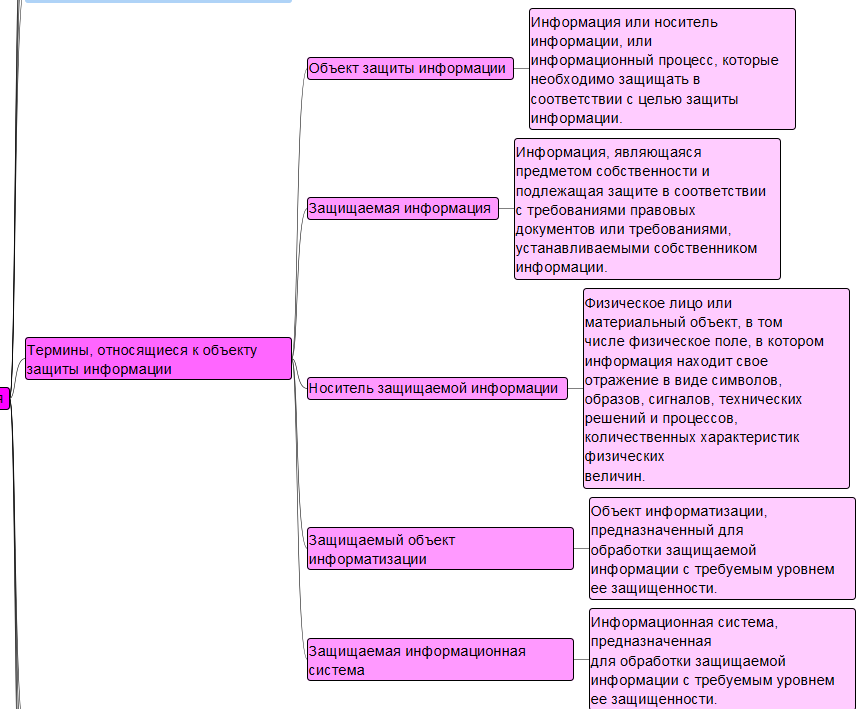 Термины, относящиеся к объекту
защиты информации
Объект защиты информации
Информация или носитель
информации, или
информационный процесс, которые
необходимо защищать в
соответствии с целью защиты
информации.
Защищаемая информация
Информация, являющаяся
предметом собственности и
подлежащая защите в соответствии
с требованиями правовых
документов или требованиями,
устанавливаемыми собственником
информации.
Носитель защищаемой информации
Физическое лицо или
материальный объект, в том
числе физическое поле, в котором
информация находит свое
отражение в виде символов,
образов, сигналов, технических
решений и процессов,
количественных характеристик
физических
величин.
Защищаемый объект
информатизации
Объект информатизации,
предназначенный для
обработки защищаемой
информации с требуемым уровнем
ее защищенности.
Защищаемая информационная
система
Информационная система,
предназначенная
для обработки защищаемой
информации с требуемым уровнем
ее защищенности.